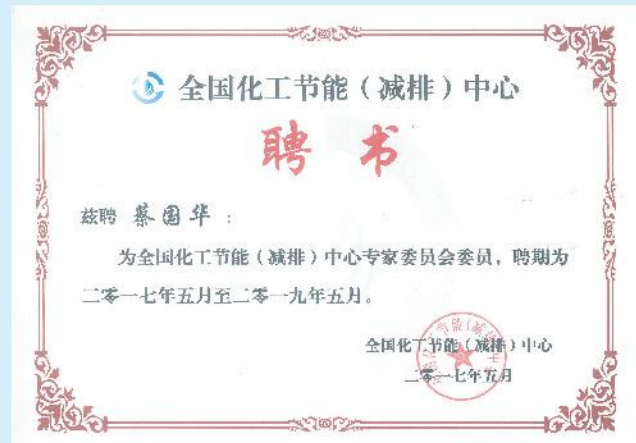 全国化工节能（减排）中心
聘 书
兹聘 蔡国华：
为全国化工节能（减排）中心专家委员会委员，聘期为
二零一七年五月至二零一九年五月。
全国化工节能（减排）中心
二零一七年五月